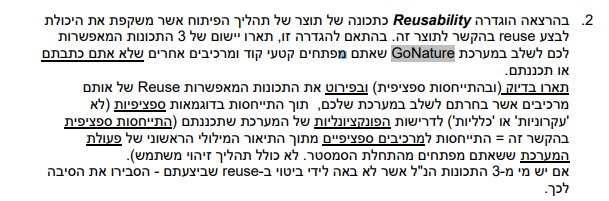 2. בהרצאה הוגדרה Reusability כתכונה של תוצר של תהליך הפיתוח אשר משקפת את היכולת
לבצע reuse בהקשר לתוצר זה. בהתאם להגדרה זו, תארו יישום של 3 התכונות המאפשרות
לכם לשלב במערכת GoNature שאתם מפתחים קטעי קוד ומרכיבים אחרים שלא אתם כתבתם
או תכננתם.
תארו בדיוק (ובהתייחסות ספציפית) ובפירוט את התכונות המאפשרות Reuse של אותם
מרכיבים אשר בחרתם לשלב במערכת שלכם, תוך התייחסות בדוגמאות ספציפיות (לא
'עקרוניות' או 'כלליות') לדרישות הפונקציונליות של המערכת שתכננתם (התייחסות ספציפית
בהקשר זה = התייחסות למרכיבים ספציפיים מתוך התיאור המילולי הראשוני של פעולת
המערכת ששאתם מפתחים מהתחלת הסמסטר. לא כולל תהליך זיהוי משתמש).
אם יש מי מ-3 התכונות הנ"ל אשר לא באה לידי ביטוי ב-reuse שביצעתם - הסבירו את הסיבה
לכך.